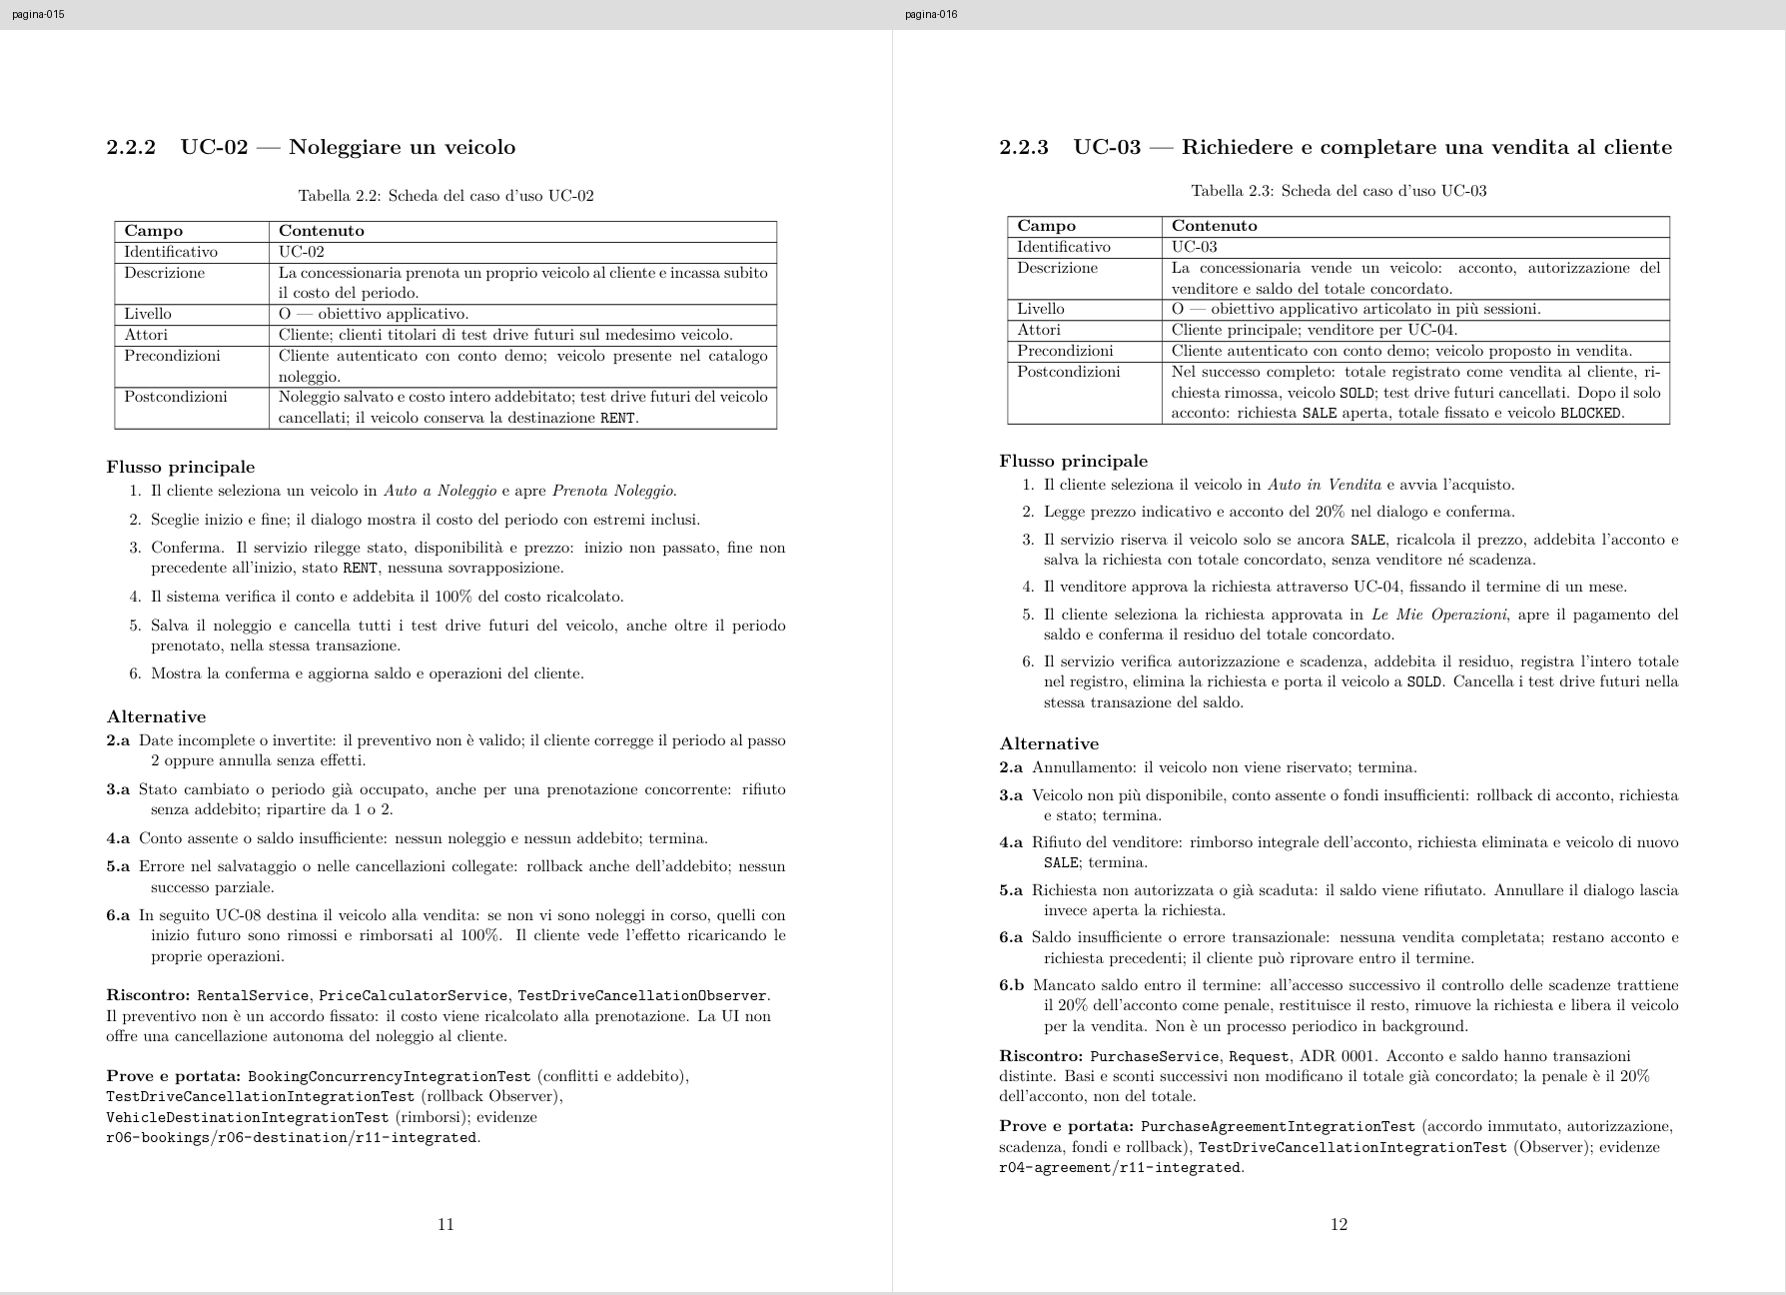 pagina-015
2.2.2 UC-02 — Noleggiare un veicolo
Tabella 2.2: Scheda del caso d'uso UC-02
Campo Contenuto
Identificativo UC-02
Descrizione La concessionaria prenota un proprio veicolo al cliente e incassa subito
il costo del periodo.
Livello O — obiettivo applicativo.
Attori Cliente; clienti titolari di test drive futuri sul medesimo veicolo.
Precondizioni Cliente autenticato con conto demo; veicolo presente nel catalogo
noleggio.
Postcondizioni Noleggio salvato e costo intero addebitato; test drive futuri del veicolo
cancellati; il veicolo conserva la destinazione RENT.
Flusso principale
1. Il cliente seleziona un veicolo in Auto a Noleggio e apre Prenota Noleggio.
2. Sceglie inizio e fine; il dialogo mostra il costo del periodo con estremi inclusi.
3. Conferma. Il servizio rilegge stato, disponibilità e prezzo: inizio non passato, fine non
precedente all'inizio, stato RENT, nessuna sovrapposizione.
4. Il sistema verifica il conto e addebita il 100% del costo ricalcolato.
5. Salva il noleggio e cancella tutti i test drive futuri del veicolo, anche oltre il periodo
prenotato, nella stessa transazione.
6. Mostra la conferma e aggiorna saldo e operazioni del cliente.
Alternative
2.a Date incomplete o invertite: il preventivo non è valido; il cliente corregge il periodo al passo
2 oppure annulla senza effetti.
3.a Stato cambiato o periodo già occupato, anche per una prenotazione concorrente: rifiuto
senza addebito; ripartire da 1 o 2.
4.a Conto assente o saldo insufficiente: nessun noleggio e nessun addebito; termina.
5.a Errore nel salvataggio o nelle cancellazioni collegate: rollback anche dell'addebito; nessun
successo parziale.
6.a In seguito UC-08 destina il veicolo alla vendita: se non vi sono noleggi in corso, quelli con
inizio futuro sono rimossi e rimborsati al 100%. Il cliente vede l'effetto ricaricando le
proprie operazioni.
Riscontro: RentalService, PriceCalculatorService, TestDriveCancellationObserver.
Il preventivo non è un accordo fissato: il costo viene ricalcolato alla prenotazione. La UI non
offre una cancellazione autonoma del noleggio al cliente.
Prove e portata: BookingConcurrencyIntegrationTest (conflitti e addebito),
TestDriveCancellationIntegrationTest (rollback Observer),
VehicleDestinationIntegrationTest (rimborsi); evidenze
r06-bookings/r06-destination/r11-integrated.
11
pagina-016
2.2.3 UC-03 — Richiedere e completare una vendita al cliente
Tabella 2.3: Scheda del caso d'uso UC-03
Campo Contenuto
Identificativo UC-03
Descrizione La concessionaria vende un veicolo: acconto, autorizzazione del
venditore e saldo del totale concordato.
Livello O — obiettivo applicativo articolato in più sessioni.
Attori Cliente principale; venditore per UC-04.
Precondizioni Cliente autenticato con conto demo; veicolo proposto in vendita.
Postcondizioni Nel successo completo: totale registrato come vendita al cliente, ri-
chiesta rimossa, veicolo SOLD; test drive futuri cancellati. Dopo il solo
acconto: richiesta SALE aperta, totale fissato e veicolo BLOCKED.
Flusso principale
1. Il cliente seleziona il veicolo in Auto in Vendita e avvia l'acquisto.
2. Legge prezzo indicativo e acconto del 20% nel dialogo e conferma.
3. Il servizio riserva il veicolo solo se ancora SALE, ricalcola il prezzo, addebita l'acconto e
salva la richiesta con totale concordato, senza venditore né scadenza.
4. Il venditore approva la richiesta attraverso UC-04, fissando il termine di un mese.
5. Il cliente seleziona la richiesta approvata in Le Mie Operazioni, apre il pagamento del
saldo e conferma il residuo del totale concordato.
6. Il servizio verifica autorizzazione e scadenza, addebita il residuo, registra l'intero totale
nel registro, elimina la richiesta e porta il veicolo a SOLD. Cancella i test drive futuri nella
stessa transazione del saldo.
Alternative
2.a Annullamento: il veicolo non viene riservato; termina.
3.a Veicolo non più disponibile, conto assente o fondi insufficienti: rollback di acconto, richiesta
e stato; termina.
4.a Rifiuto del venditore: rimborso integrale dell'acconto, richiesta eliminata e veicolo di nuovo
SALE; termina.
5.a Richiesta non autorizzata o già scaduta: il saldo viene rifiutato. Annullare il dialogo lascia
invece aperta la richiesta.
6.a Saldo insufficiente o errore transazionale: nessuna vendita completata; restano acconto e
richiesta precedenti; il cliente può riprovare entro il termine.
6.b Mancato saldo entro il termine: all'accesso successivo il controllo delle scadenze trattiene
il 20% dell'acconto come penale, restituisce il resto, rimuove la richiesta e libera il veicolo
per la vendita. Non è un processo periodico in background.
Riscontro: PurchaseService, Request, ADR 0001. Acconto e saldo hanno transazioni
distinte. Basi e sconti successivi non modificano il totale già concordato; la penale è il 20%
dell'acconto, non del totale.
Prove e portata: PurchaseAgreementIntegrationTest (accordo immutato, autorizzazione,
scadenza, fondi e rollback), TestDriveCancellationIntegrationTest (Observer); evidenze
r04-agreement/r11-integrated.
12